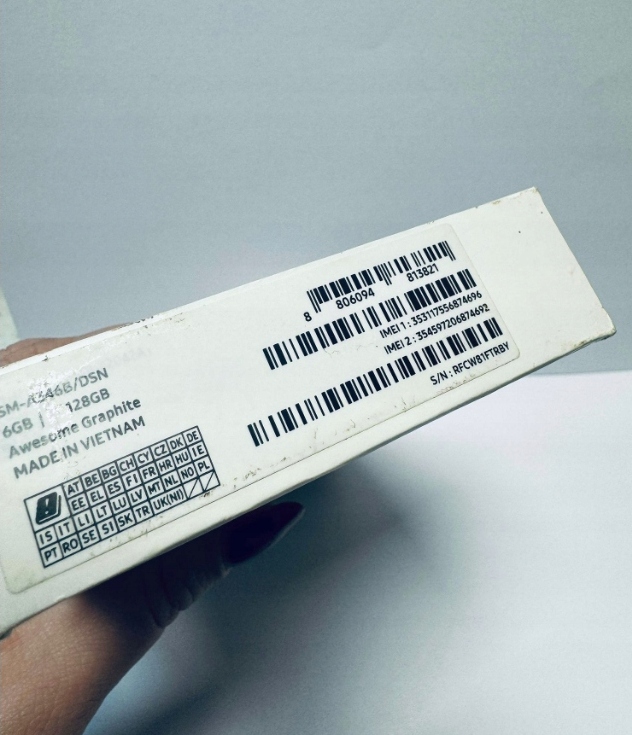 8 806094 813821
IMEI 1 : 353117556874696
IMEI 2 : 354597206874692
S/N : RFCW81FTRBY
SM-A346B/DSN
6GB | 128GB
Awesome Graphite
MADE IN VIETNAM
AT BE BG CH CY CZ DK DE
EE EL ES FI FR HR HU IE
IS IT LI LT LU LV MT NL NO PL
PT RO SE SI SK TR UK(NI)